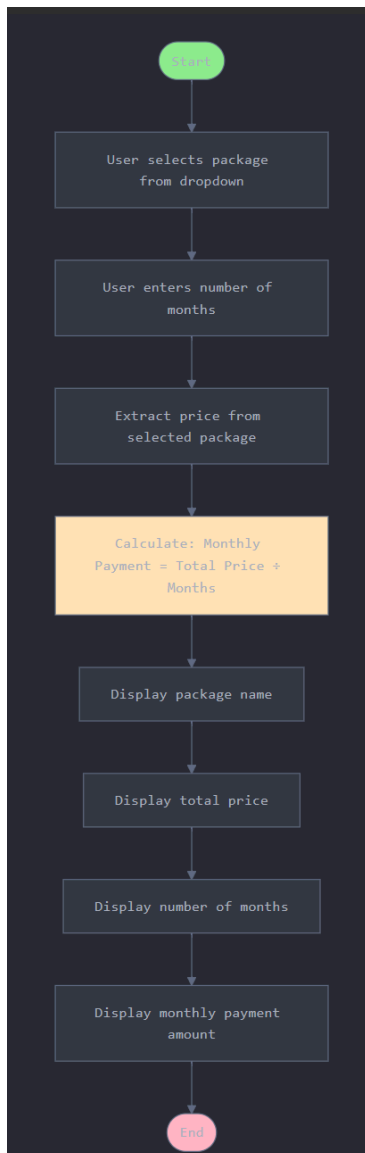 Start
User selects package
from dropdown
User enters number of
months
Extract price from
selected package
Calculate: Monthly
Payment = Total Price ÷
Months
Display package name
Display total price
Display number of months
Display monthly payment
amount
End